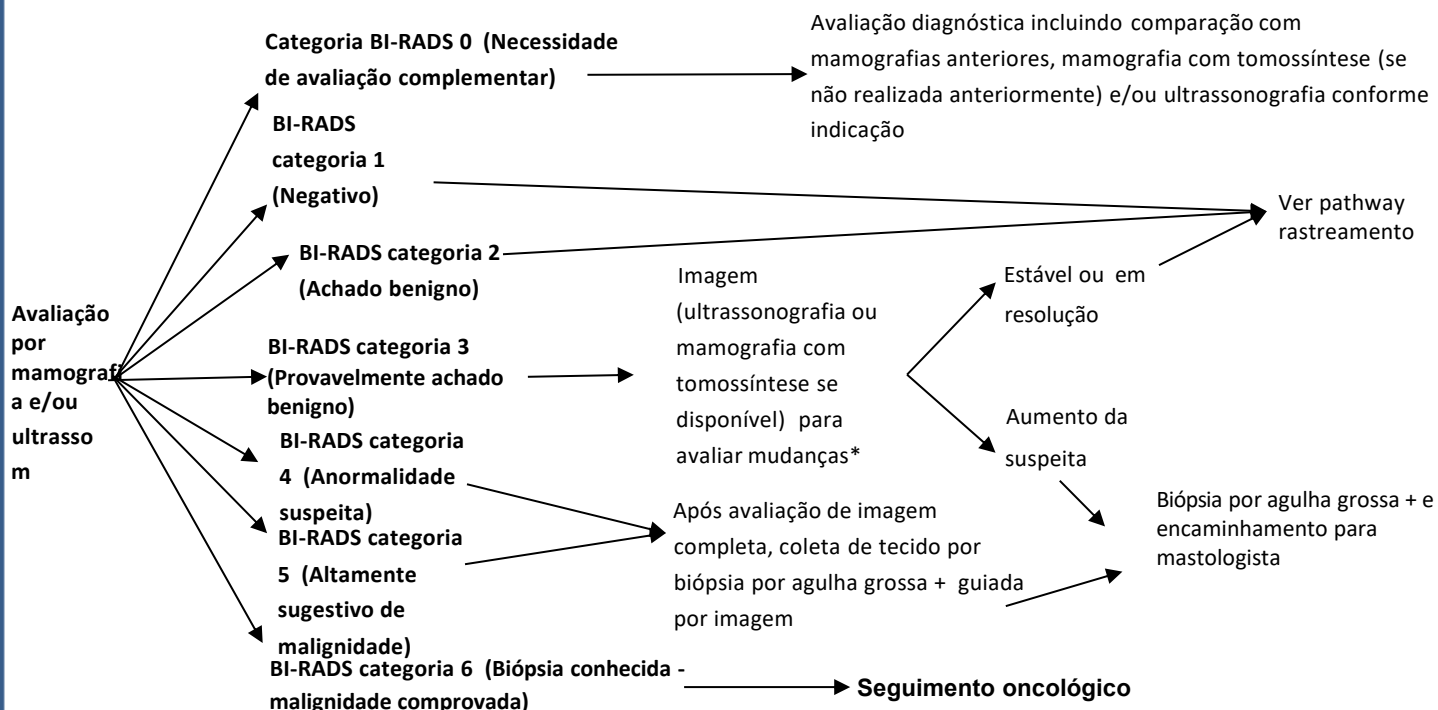 Avaliação
por
mamografi
a e/ou
ultrasso
m
Categoria BI-RADS 0 (Necessidade
de avaliação complementar)
Avaliação diagnóstica incluindo comparação com
mamografias anteriores, mamografia com tomossíntese (se
não realizada anteriormente) e/ou ultrassonografia conforme
indicação
BI-RADS
categoria 1
(Negativo)
BI-RADS categoria 2
(Achado benigno)
Ver pathway
rastreamento
BI-RADS categoria 3
(Provavelmente achado
benigno)
Imagem
(ultrassonografia ou
mamografia com
tomossíntese se
disponível) para
avaliar mudanças*
Estável ou em
resolução
Aumento da
suspeita
BI-RADS categoria
4 (Anormalidade
suspeita)
BI-RADS categoria
5 (Altamente
sugestivo de
malignidade)
Após avaliação de imagem
completa, coleta de tecido por
biópsia por agulha grossa + guiada
por imagem
Biópsia por agulha grossa + e
encaminhamento para
mastologista
BI-RADS categoria 6 (Biópsia conhecida -
malignidade comprovada)
Seguimento oncológico